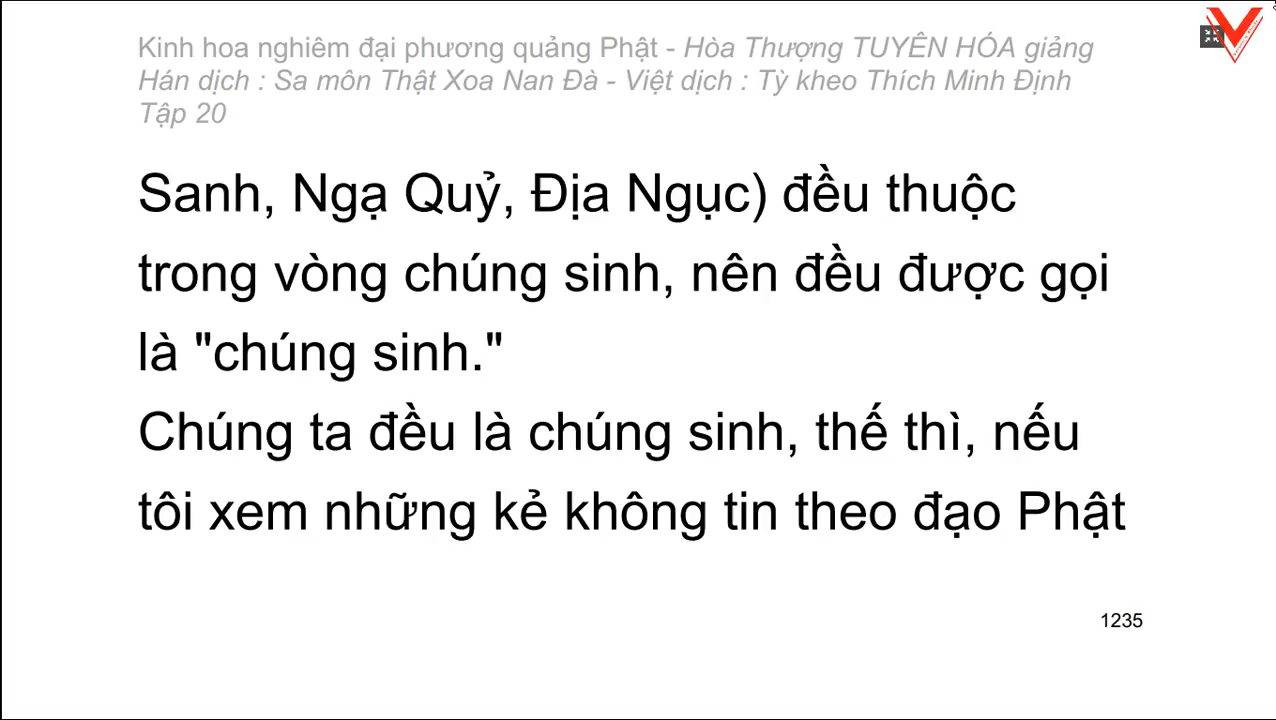 Kinh hoa nghiêm đại phương quảng Phật - Hòa Thượng TUYÊN HÓA giảng
Hán dịch : Sa môn Thật Xoa Nan Đà - Việt dịch : Tỳ kheo Thích Minh Định
Tập 20
Sanh, Ngạ Quỷ, Địa Ngục) đều thuộc
trong vòng chúng sinh, nên đều được gọi
là "chúng sinh."
Chúng ta đều là chúng sinh, thế thì, nếu
tôi xem những kẻ không tin theo đạo Phật
1235